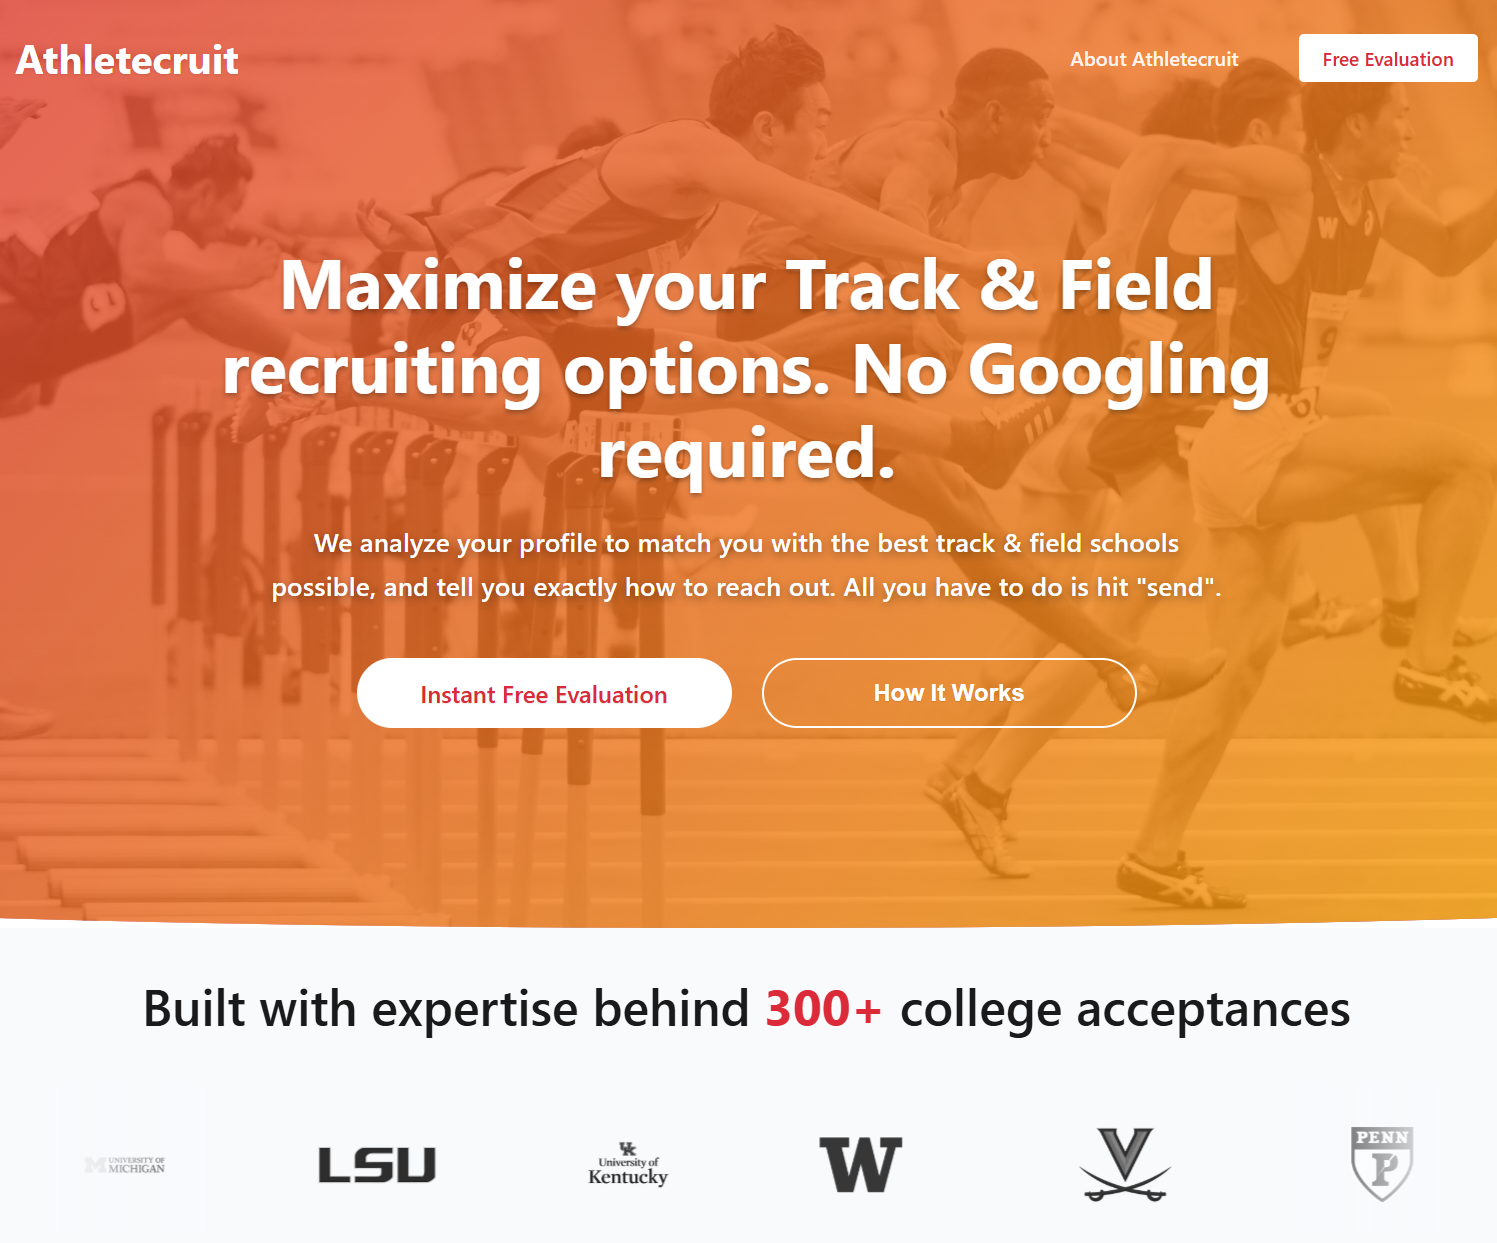 Athletecruit
About Athletecruit
Free Evaluation
Maximize your Track & Field
recruiting options. No Googling
required.
We analyze your profile to match you with the best track & field schools
possible, and tell you exactly how to reach out. All you have to do is hit "send".
Instant Free Evaluation
How It Works
Built with expertise behind 300+ college acceptances
M UNIVERSITY OF
MICHIGAN
LSU
UK
University of
Kentucky
W
V
PENN
P
W